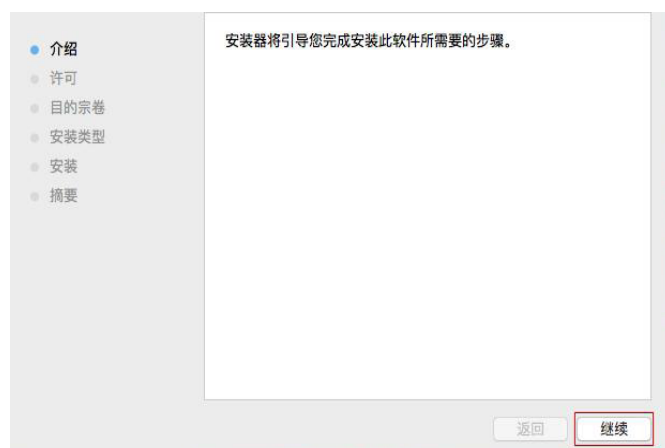 安装器将引导您完成安装此软件所需要的步骤。
介绍
许可
目的宗卷
安装类型
安装
摘要
返回 继续